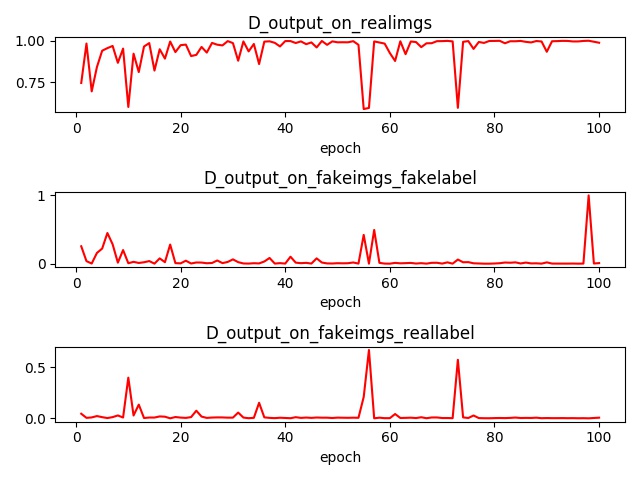 D_output_on_realimgs
1.00
0.75
0 20 40 60 80 100
epoch
D_output_on_fakeimgs_fakelabel
1
0
0 20 40 60 80 100
epoch
D_output_on_fakeimgs_reallabel
0.5
0.0
0 20 40 60 80 100
epoch